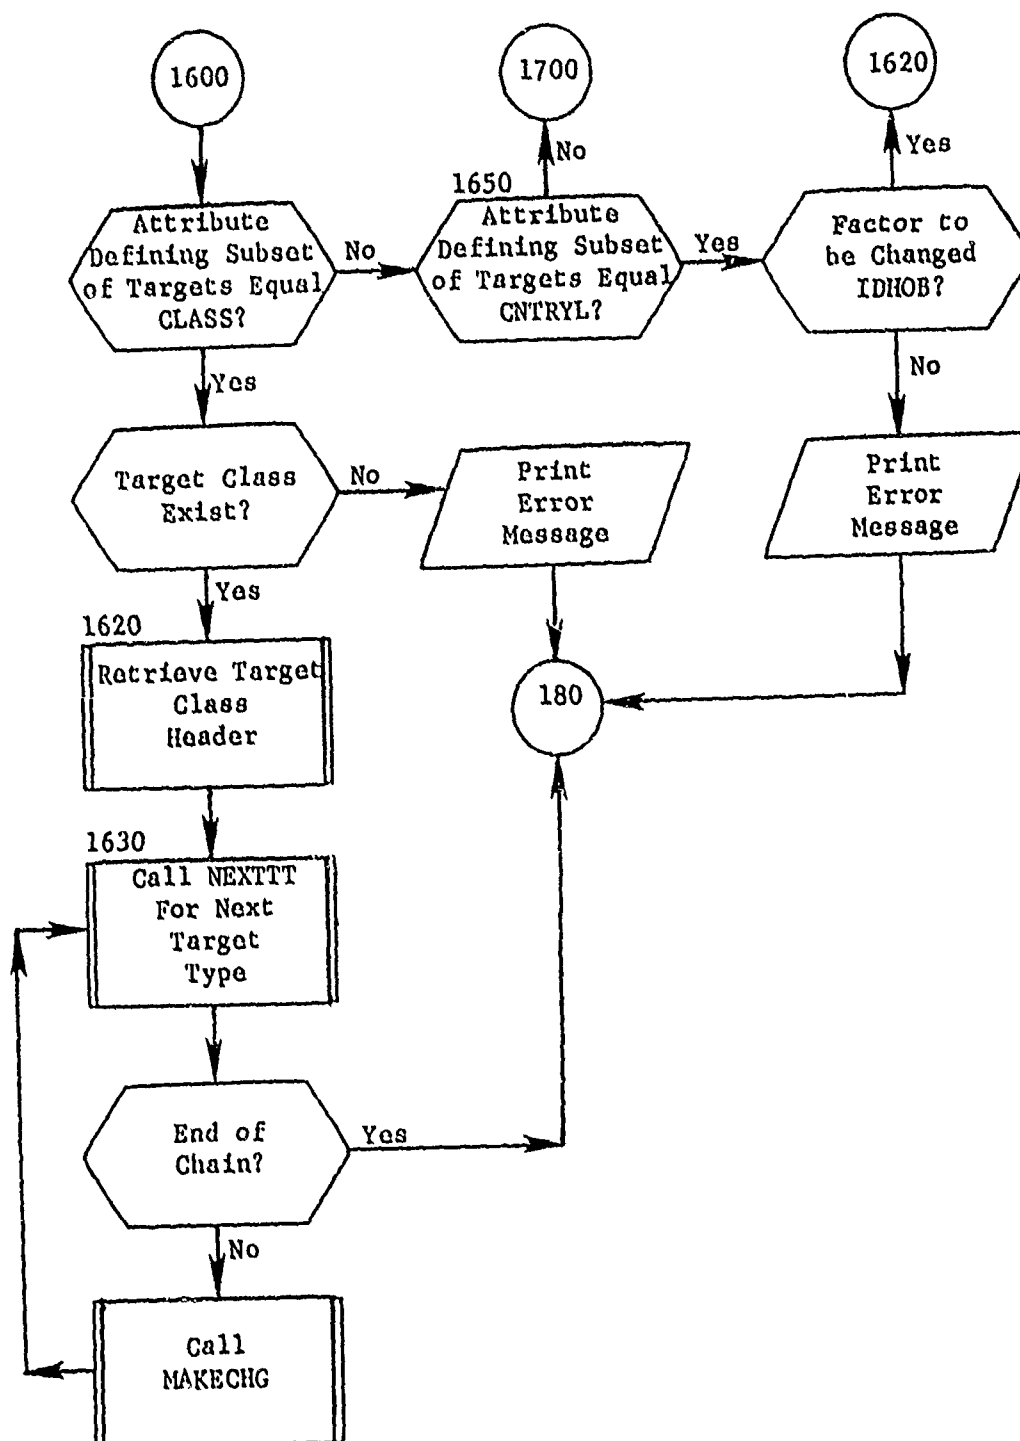 1600
1700
1620
No
Yes
1650
Attribute
Defining Subset
of Targets Equal
CLASS?
No
Attribute
Defining Subset
of Targets Equal
CNTRYL?
Yes
Factor to
be Changed
IDHOB?
Yes
No
Target Class
Exist?
No
Print
Error
Message
Print
Error
Message
Yes
1620
Retrieve Target
Class
Header
180
1630
Call NEXTTT
For Next
Target
Type
End of
Chain?
Yes
No
Call
MAKECHG